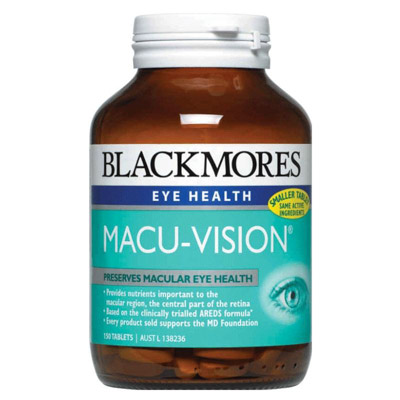 BLACKMORES
EYE HEALTH
SMALLER TABLET
SAME ACTIVE
INGREDIENTS
MACU-VISION®
PRESERVES MACULAR EYE HEALTH
• Provides nutrients important to the
macular region, the central part of the retina
• Based on the clinically trialled AREDS formula*
• Every product sold supports the MD Foundation
150 TABLETS | AUST L 138236